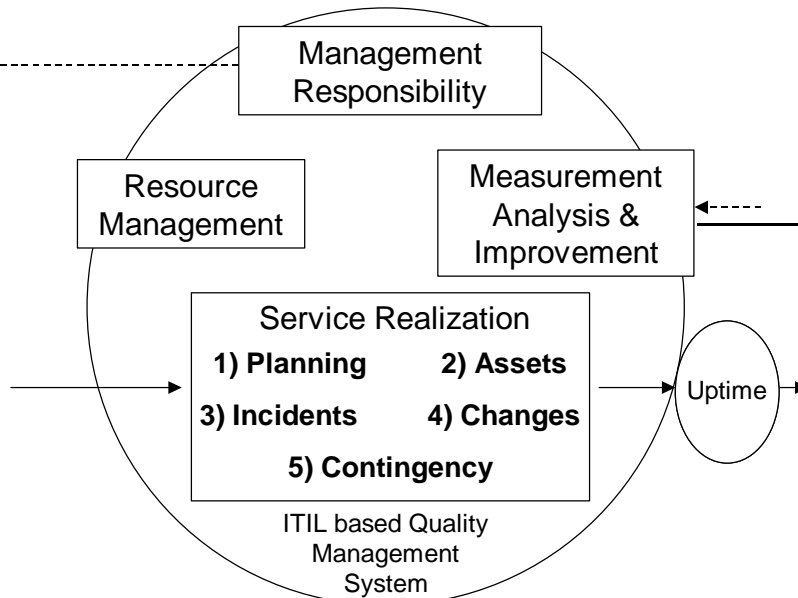 Management
Responsibility
Resource
Management
Measurement
Analysis &
Improvement
Service Realization
1) Planning 2) Assets
3) Incidents 4) Changes
5) Contingency
Uptime
ITIL based Quality
Management
System